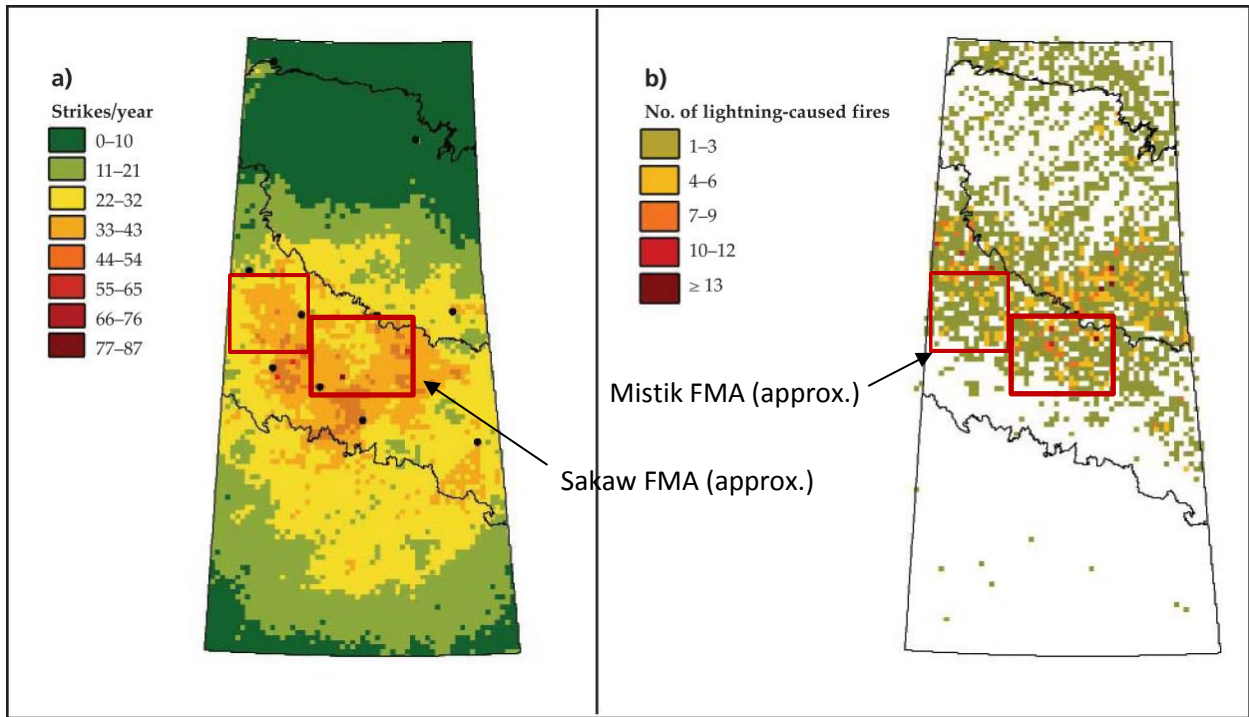 a)
Strikes/year
0–10
11–21
22–32
33–43
44–54
55–65
66–76
77–87
Sakaw FMA (approx.)
b)
No. of lightning-caused fires
1–3
4–6
7–9
10–12
≥ 13
Mistik FMA (approx.)